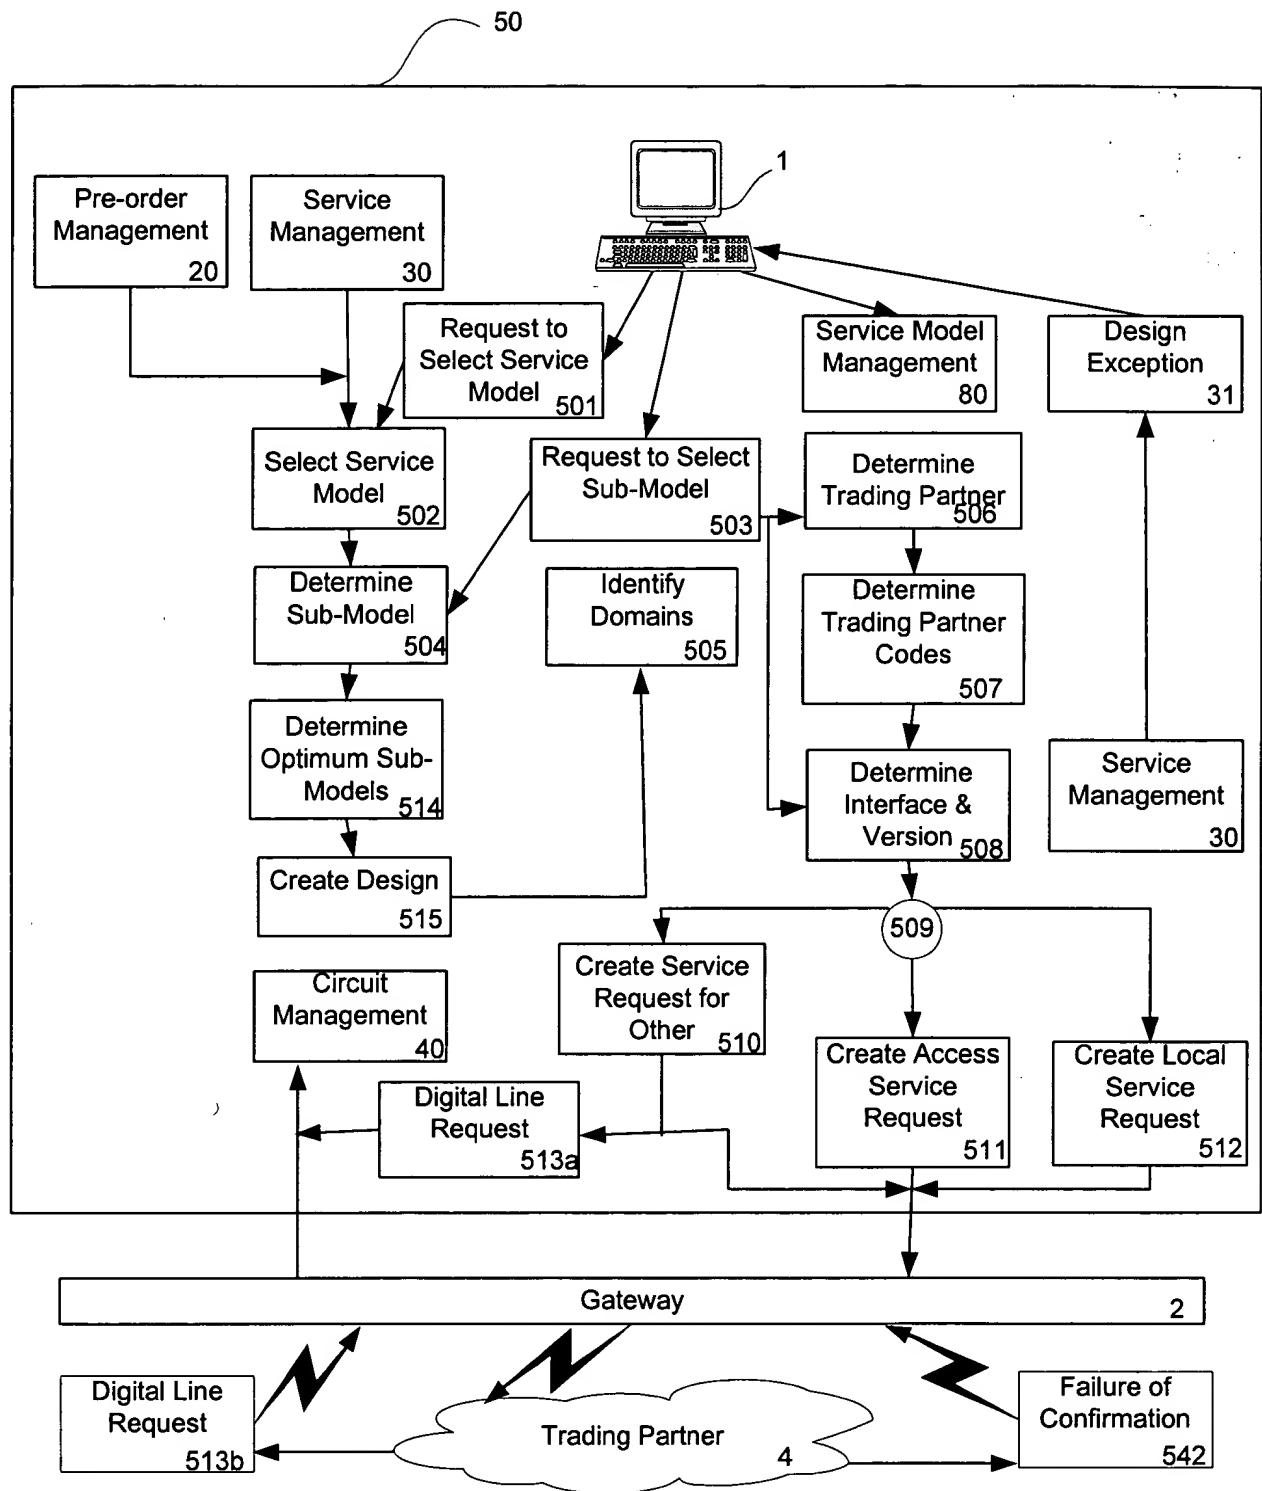 50
1
Pre-order
Management
20
Service
Management
30
Request to
Select Service
Model
501
Service Model
Management
80
Design
Exception
31
Select Service
Model
502
Request to Select
Sub-Model
503
Determine
Trading Partner
506
Determine
Sub-Model
504
Identify
Domains
505
Determine
Trading Partner
Codes
507
Determine
Optimum Sub-
Models
514
Determine
Interface &
Version
508
Service
Management
30
Create Design
515
509
Circuit
Management
40
Create Service
Request for
Other
510
Create Access
Service
Request
511
Create Local
Service
Request
512
Digital Line
Request
513a
Gateway
2
Digital Line
Request
513b
Trading Partner
4
Failure of
Confirmation
542